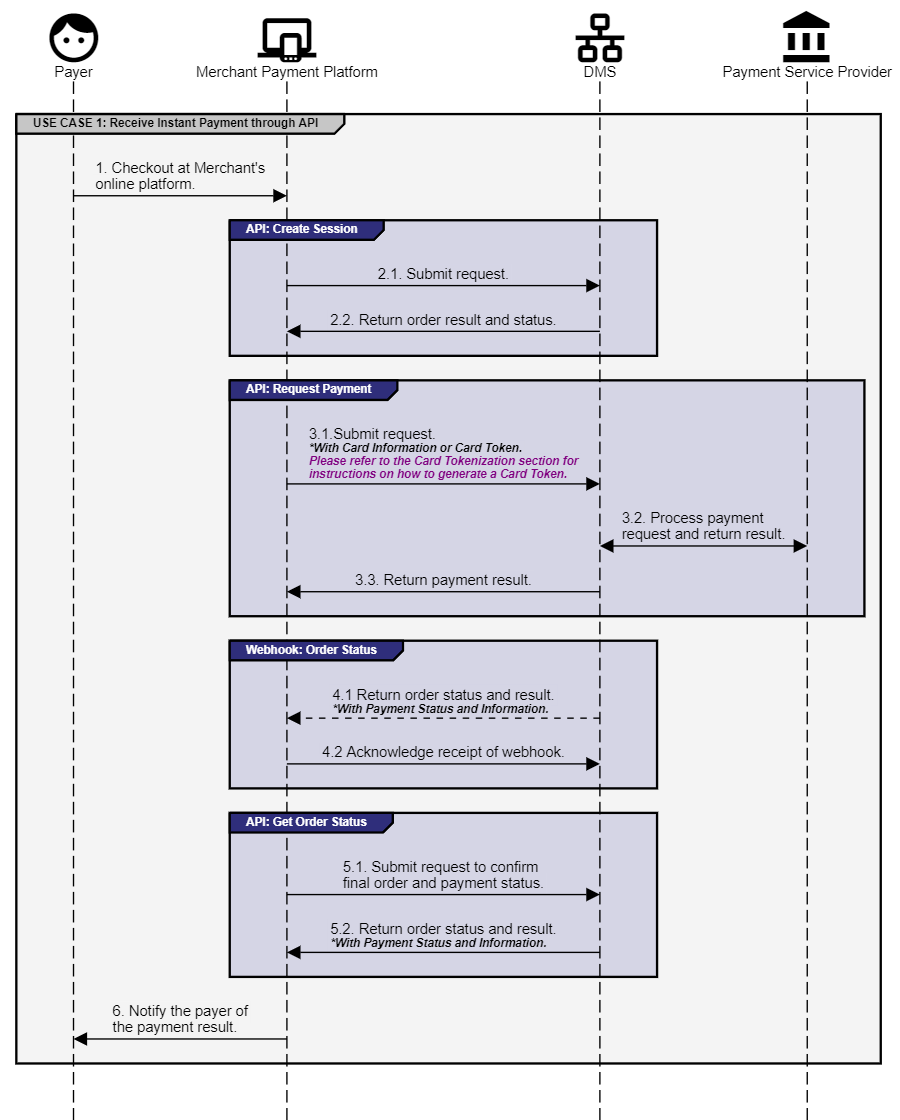 Payer
Merchant Payment Platform
DMS
Payment Service Provider
USE CASE 1: Receive Instant Payment through API
1. Checkout at Merchant's
online platform.
API: Create Session
2.1. Submit request.
2.2. Return order result and status.
API: Request Payment
3.1.Submit request.
*With Card Information or Card Token.
Please refer to the Card Tokenization section for
instructions on how to generate a Card Token.
3.2. Process payment
request and return result.
3.3. Return payment result.
Webhook: Order Status
4.1 Return order status and result.
*With Payment Status and Information.
4.2 Acknowledge receipt of webhook.
API: Get Order Status
5.1. Submit request to confirm
final order and payment status.
5.2. Return order status and result.
*With Payment Status and Information.
6. Notify the payer of
the payment result.